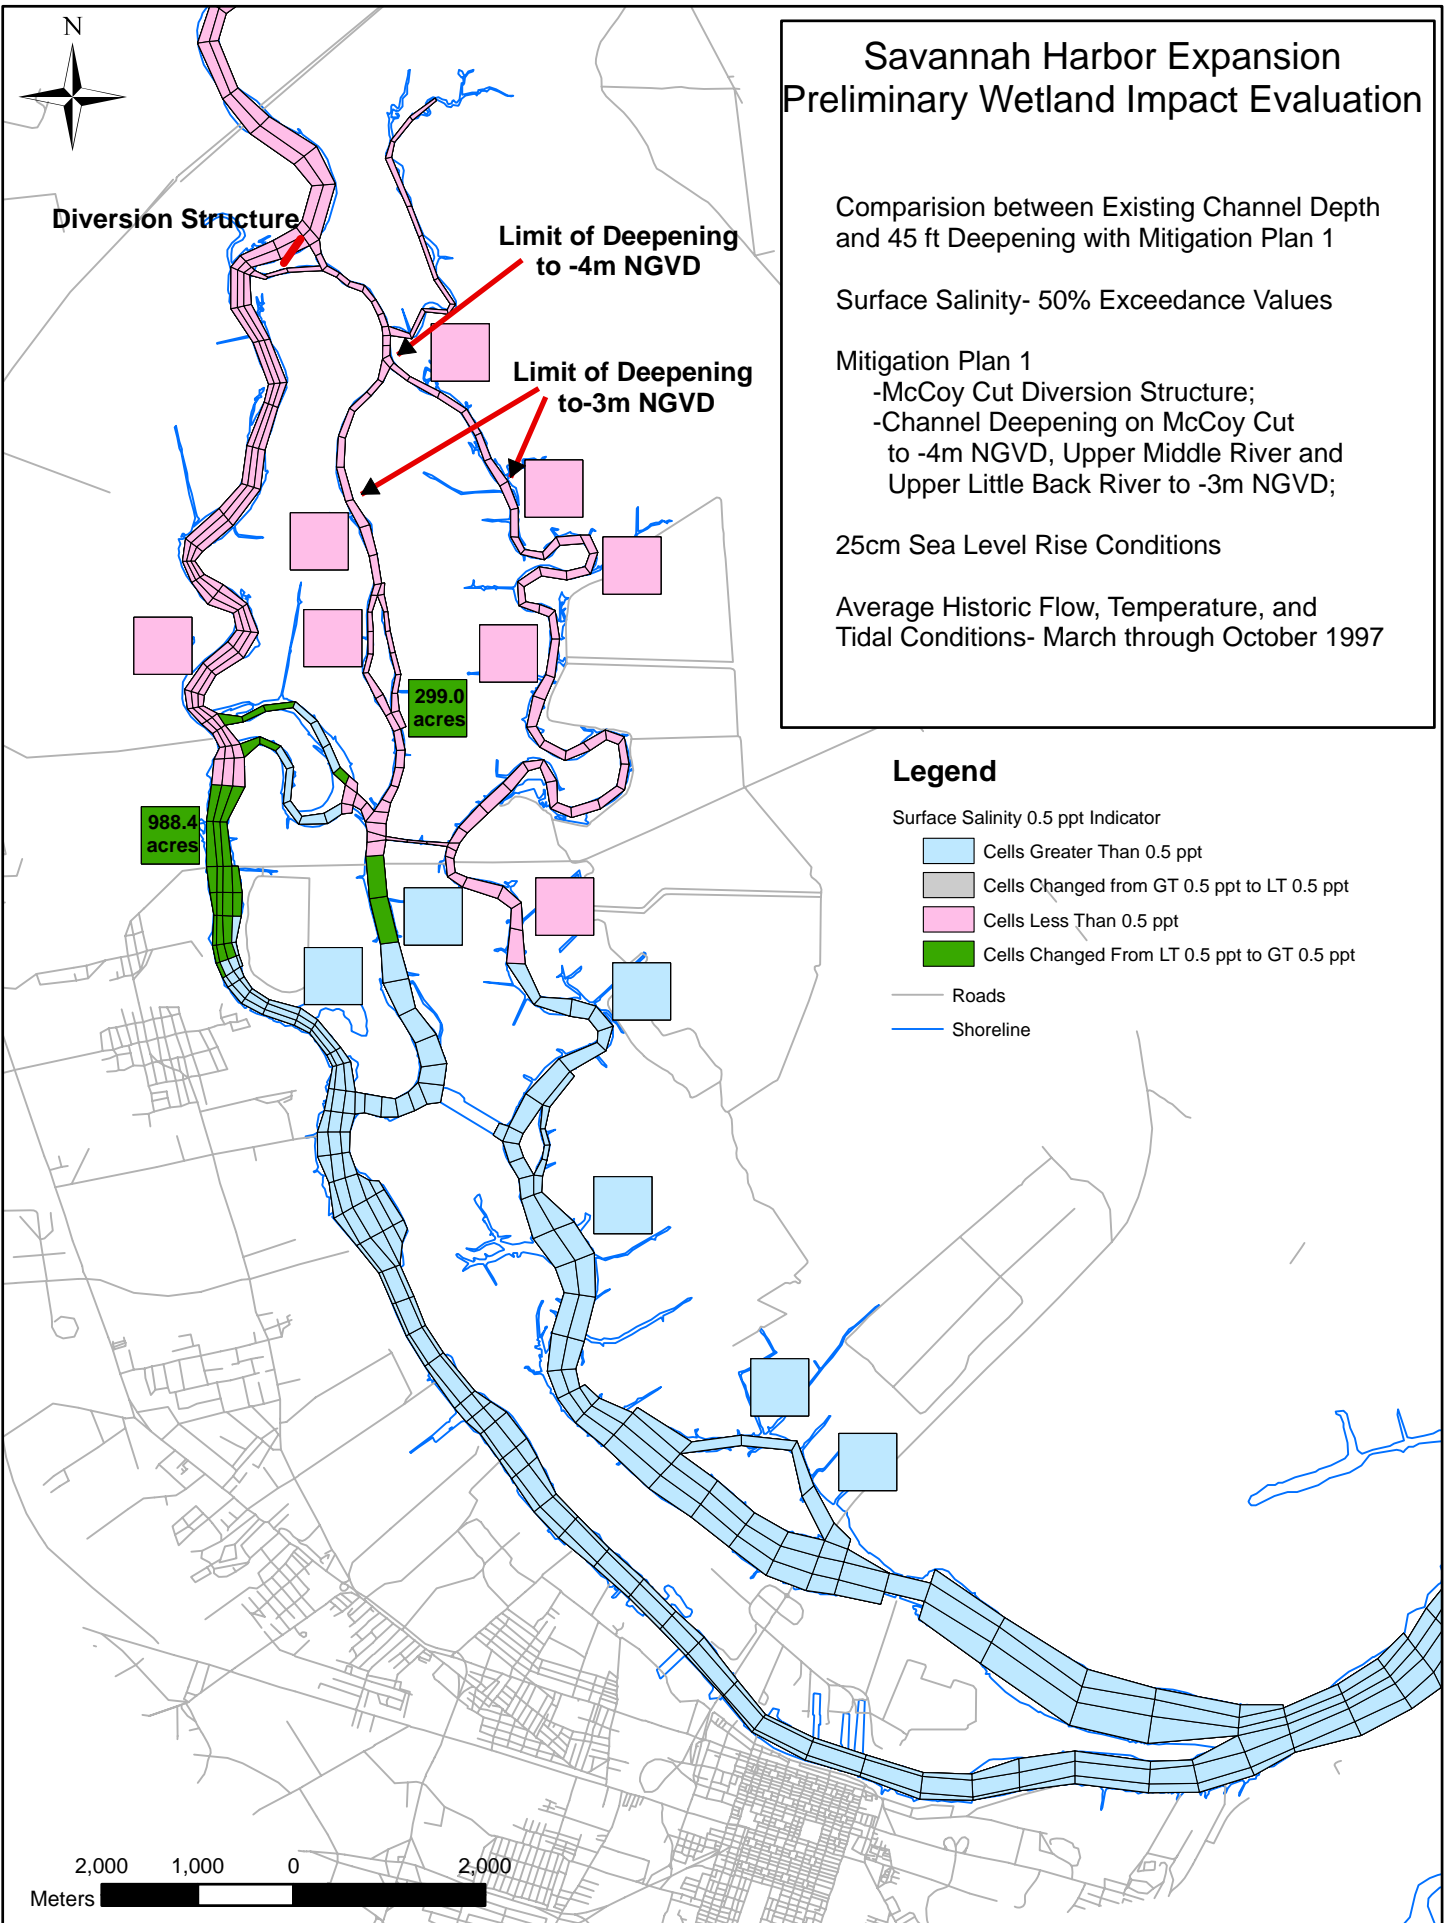 N
Savannah Harbor Expansion
Preliminary Wetland Impact Evaluation
Comparision between Existing Channel Depth
and 45 ft Deepening with Mitigation Plan 1
Surface Salinity- 50% Exceedance Values
Mitigation Plan 1
-McCoy Cut Diversion Structure;
-Channel Deepening on McCoy Cut
to -4m NGVD, Upper Middle River and
Upper Little Back River to -3m NGVD;
25cm Sea Level Rise Conditions
Average Historic Flow, Temperature, and
Tidal Conditions- March through October 1997
Diversion Structure
Limit of Deepening
to -4m NGVD
Limit of Deepening
to-3m NGVD
299.0
acres
988.4
acres
Legend
Surface Salinity 0.5 ppt Indicator
Cells Greater Than 0.5 ppt
Cells Changed from GT 0.5 ppt to LT 0.5 ppt
Cells Less Than 0.5 ppt
Cells Changed From LT 0.5 ppt to GT 0.5 ppt
Roads
Shoreline
2,000 1,000 0 2,000
Meters